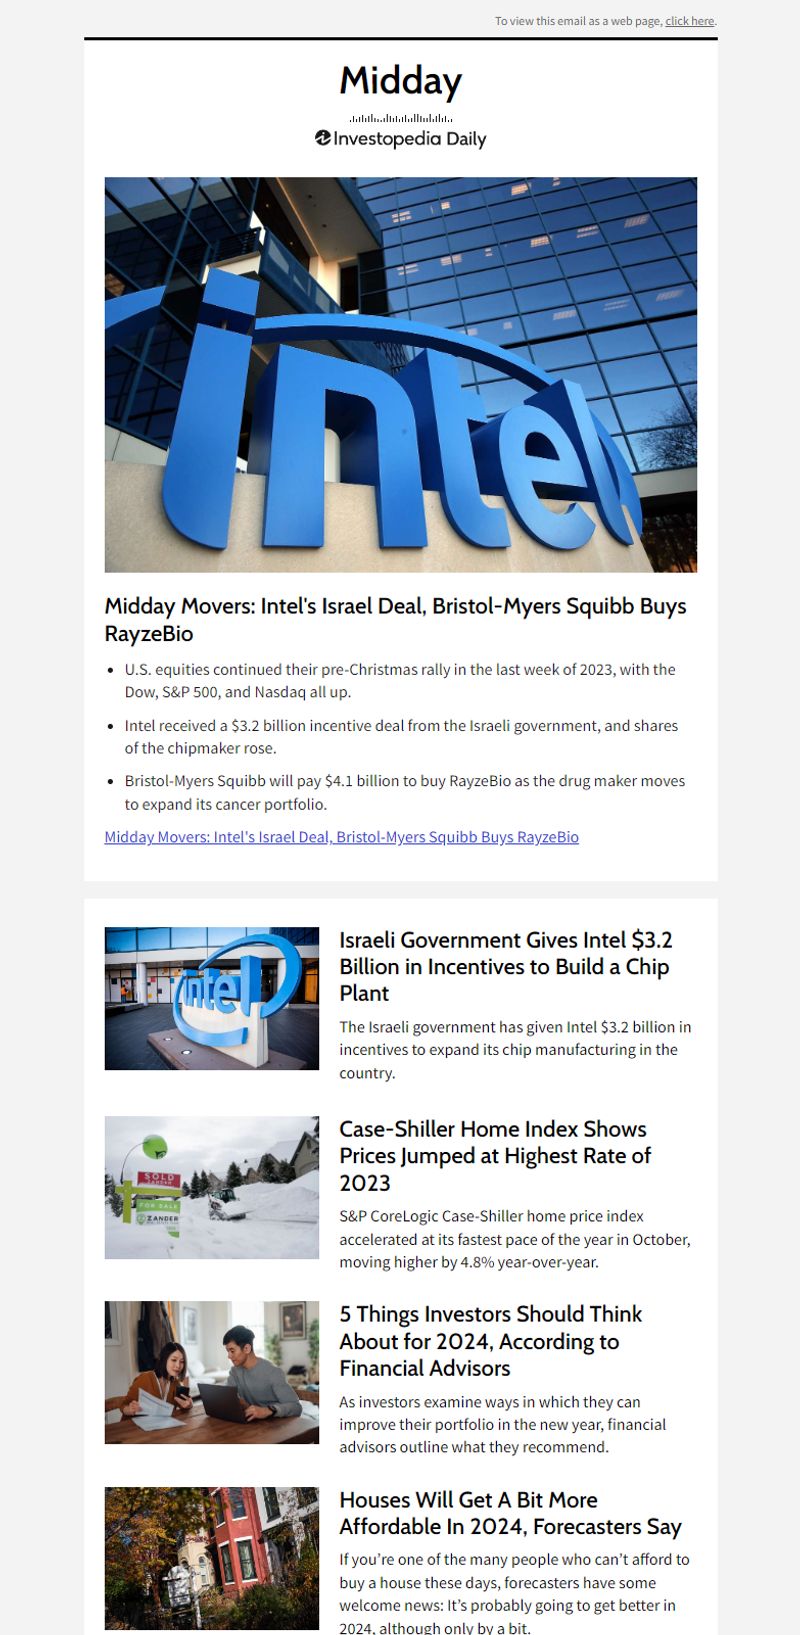 To view this email as a web page, click here.
Midday
Investopedia Daily
intel
Midday Movers: Intel's Israel Deal, Bristol-Myers Squibb Buys
RayzeBio
U.S. equities continued their pre-Christmas rally in the last week of 2023, with the
Dow, S&P 500, and Nasdaq all up.
Intel received a $3.2 billion incentive deal from the Israeli government, and shares
of the chipmaker rose.
Bristol-Myers Squibb will pay $4.1 billion to buy RayzeBio as the drug maker moves
to expand its cancer portfolio.
Midday Movers: Intel's Israel Deal, Bristol-Myers Squibb Buys RayzeBio
intel
Israeli Government Gives Intel $3.2
Billion in Incentives to Build a Chip
Plant
The Israeli government has given Intel $3.2 billion in
incentives to expand its chip manufacturing in the
country.
SOLD
FOR SALE
ZANDER
Case-Shiller Home Index Shows
Prices Jumped at Highest Rate of
2023
S&P CoreLogic Case-Shiller home price index
accelerated at its fastest pace of the year in October,
moving higher by 4.8% year-over-year.
5 Things Investors Should Think
About for 2024, According to
Financial Advisors
As investors examine ways in which they can
improve their portfolio in the new year, financial
advisors outline what they recommend.
Houses Will Get A Bit More
Affordable In 2024, Forecasters Say
If you’re one of the many people who can’t afford to
buy a house these days, forecasters have some
welcome news: It’s probably going to get better in
2024, although only by a bit.